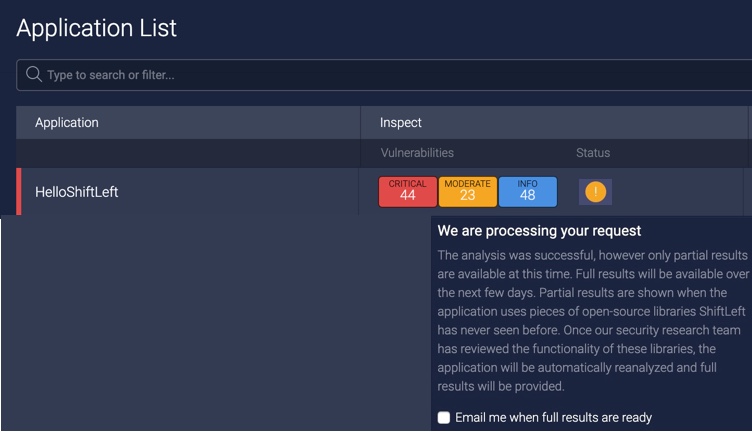 Application List
Type to search or filter...
Application
Inspect
Vulnerabilities
Status
HelloShiftLeft
CRITICAL
44
MODERATE
23
INFO
48
!
We are processing your request
The analysis was successful, however only partial results
are available at this time. Full results will be available over
the next few days. Partial results are shown when the
application uses pieces of open-source libraries ShiftLeft
has never seen before. Once our security research team
has reviewed the functionality of these libraries, the
application will be automatically reanalyzed and full
results will be provided.
Email me when full results are ready